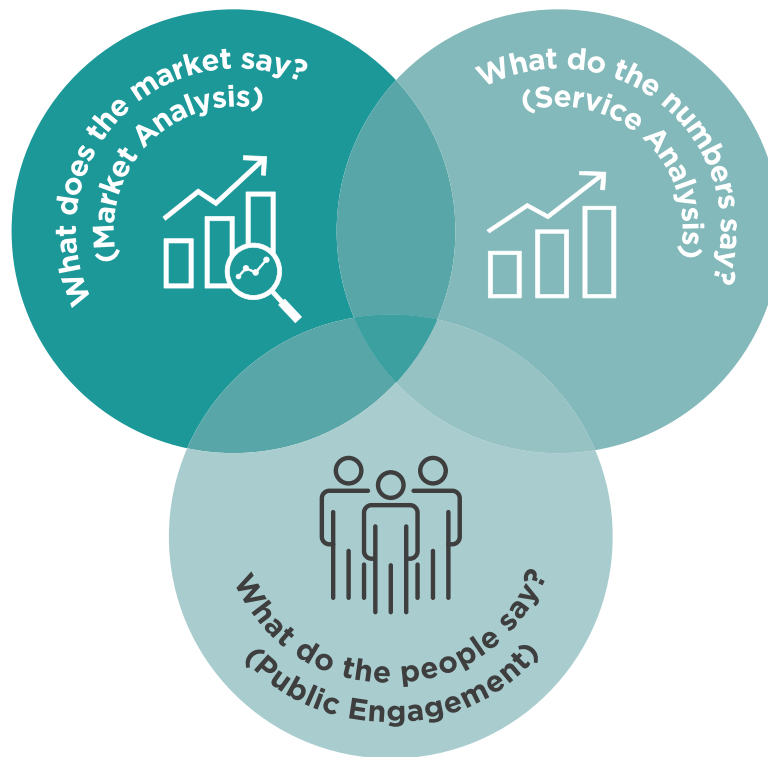 What does the market say?
(Market Analysis)
What do the numbers say?
(Service Analysis)
What do the people say?
(Public Engagement)